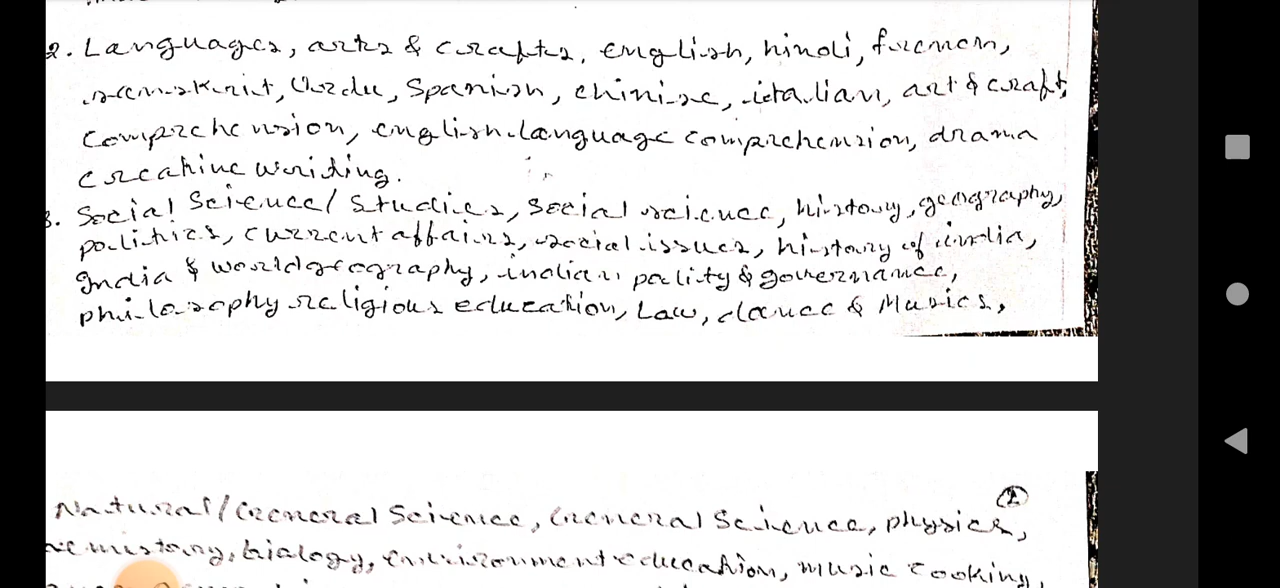 2. Languages, arts & crafts, english, hindi,
sanskrit, Urdu, Spanish, chinise, italian, art & craft,
Comprehension, english language comprehension, drama
creative writing.
3. Social Science/ Studies, social science, history, geography,
politics, current affairs, social issues, history of india,
India & world geography, indian polity & governance,
philosophy religious education, Law, dance & Musics,
2
Natural/General Science, General Science, physics,
biology, environment education, music cooking,